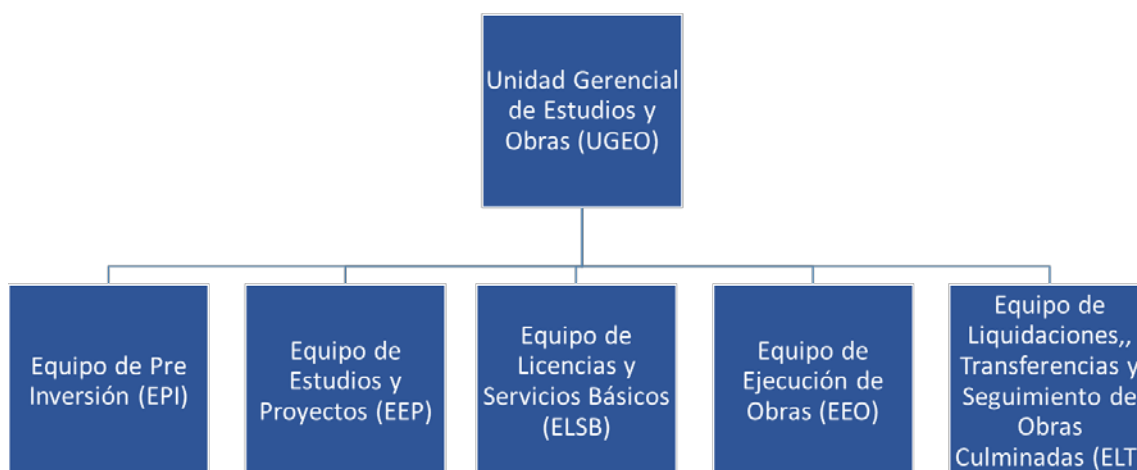 Unidad Gerencial
de Estudios y
Obras (UGEO)
Equipo de Pre
Inversión (EPI)
Equipo de
Estudios y
Proyectos (EEP)
Equipo de
Licencias y
Servicios Básicos
(ELSB)
Equipo de
Ejecución de
Obras (EEO)
Equipo de
Liquidaciones,,
Transferencias y
Seguimiento de
Obras
Culminadas (ELT